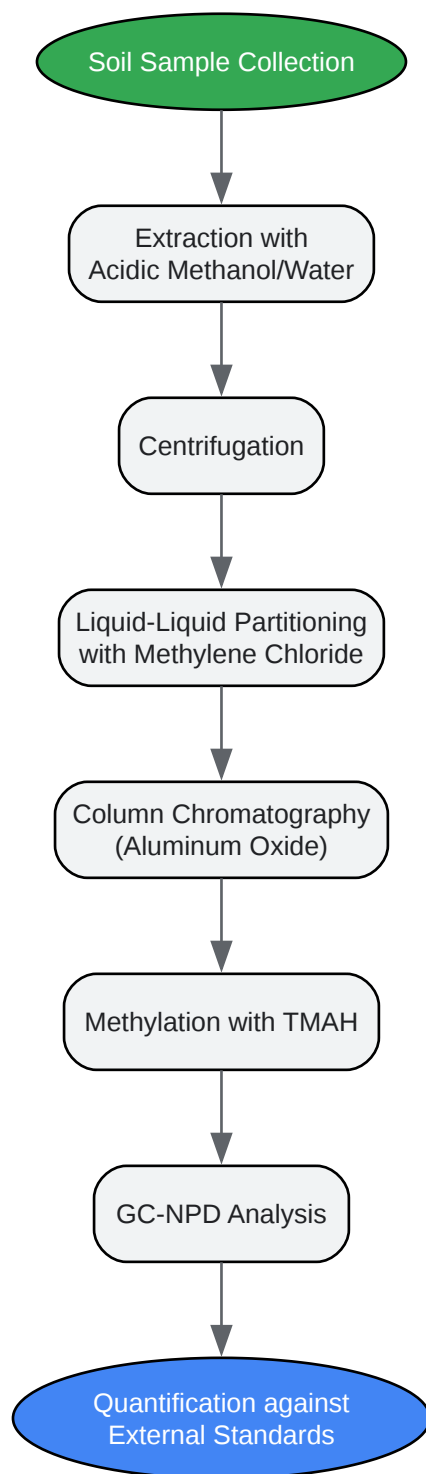 Soil Sample Collection
Extraction with
Acidic Methanol/Water
Centrifugation
Liquid-Liquid Partitioning
with Methylene Chloride
Column Chromatography
(Aluminum Oxide)
Methylation with TMAH
GC-NPD Analysis
Quantification against
External Standards